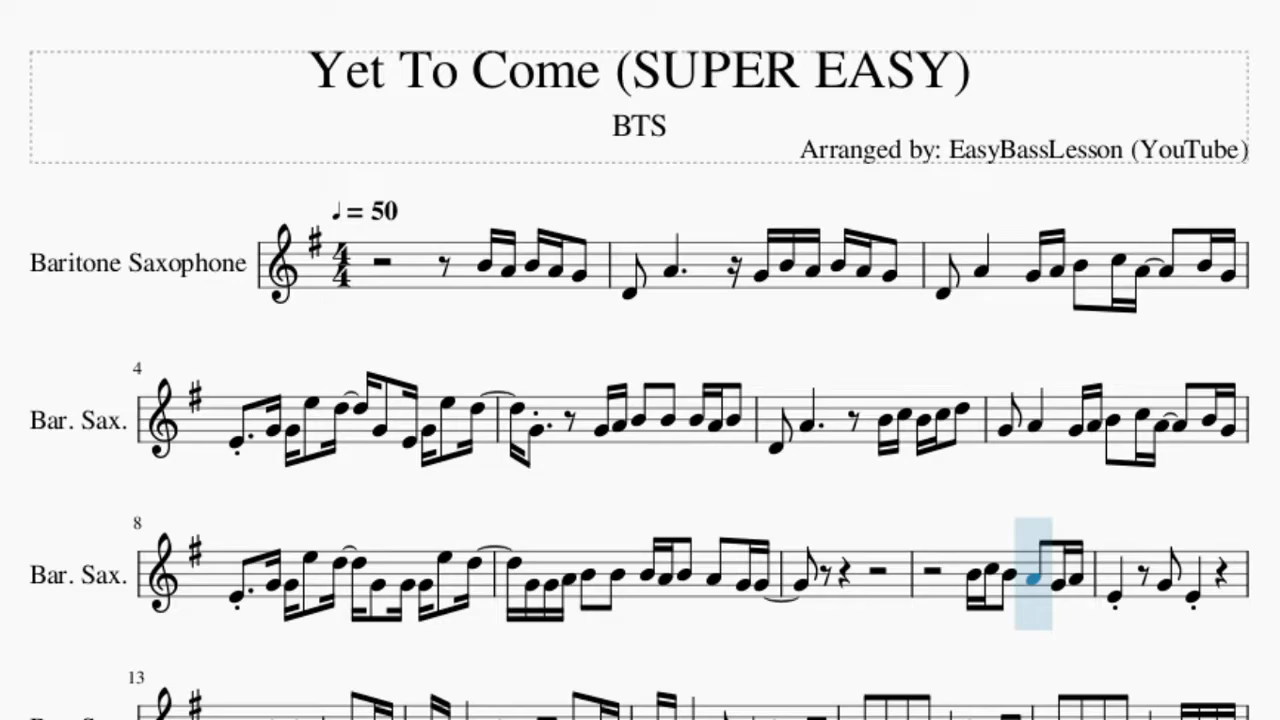 Yet To Come (SUPER EASY)
BTS
Arranged by: EasyBassLesson (YouTube)
♩ = 50
Baritone Saxophone
4
4
4
Bar. Sax.
8
Bar. Sax.
13